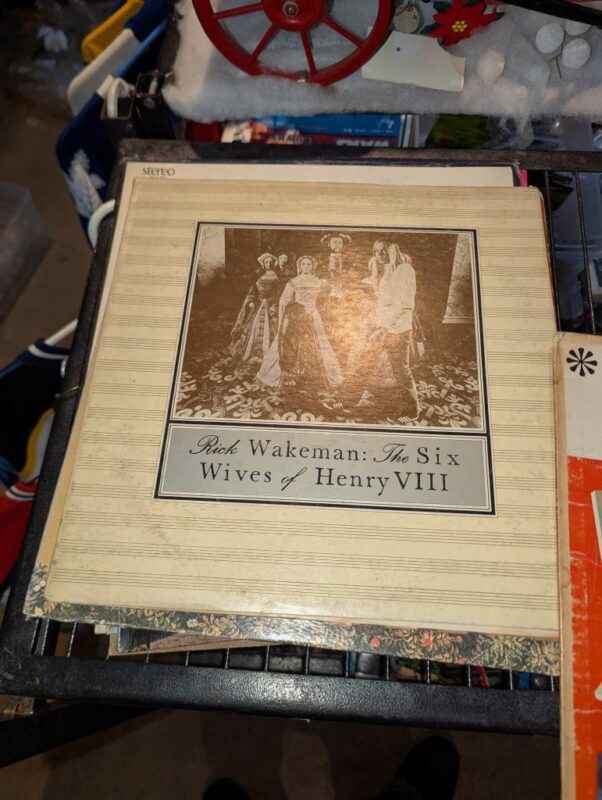 STEREO
Rick Wakeman: The Six
Wives of Henry VIII